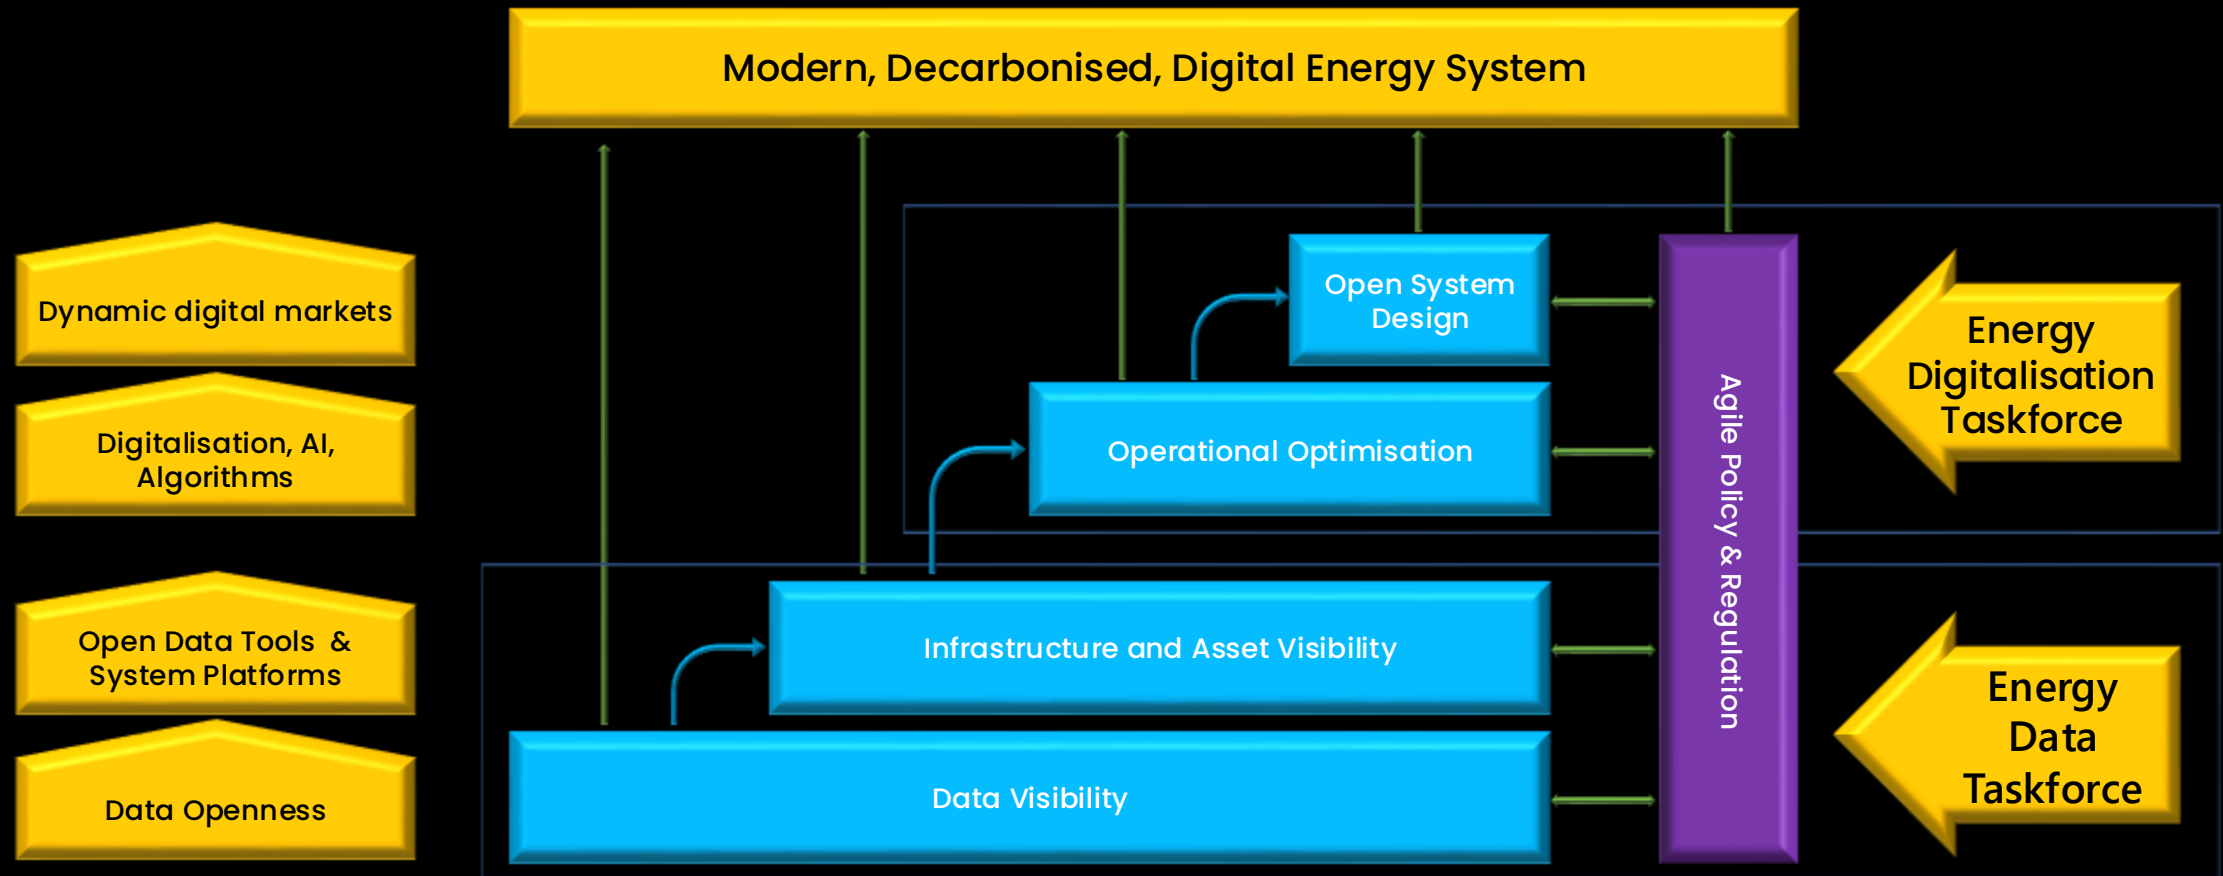 Modern, Decarbonised, Digital Energy System
Dynamic digital markets
Digitalisation, AI,
Algorithms
Open Data Tools & 
System Platforms
Data Openness
Open System
Design
Operational Optimisation
Infrastructure and Asset Visibility
Data Visibility
Agile Policy & Regulation
Energy
Digitalisation
Taskforce
Energy
Data
Taskforce